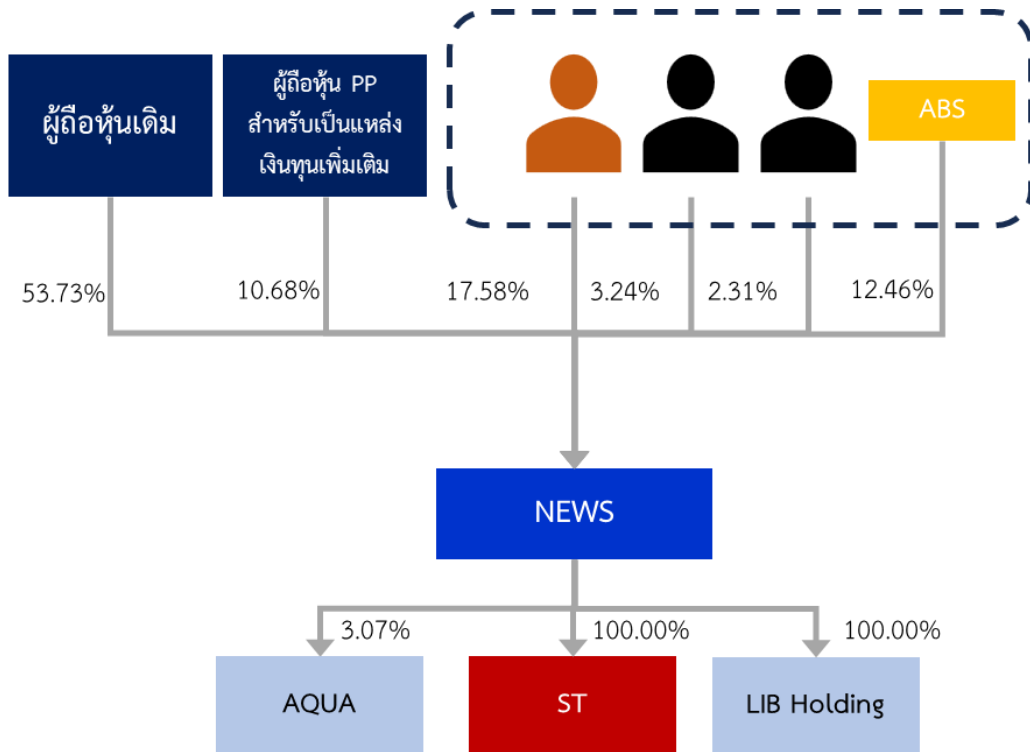 ผู้ถือหุ้นเดิม
ผู้ถือหุ้น PP
สำหรับเป็นแหล่ง
เงินทุนเพิ่มเติม
ABS
53.73%
10.68%
17.58%
3.24%
2.31%
12.46%
NEWS
3.07%
100.00%
100.00%
AQUA
ST
LIB Holding